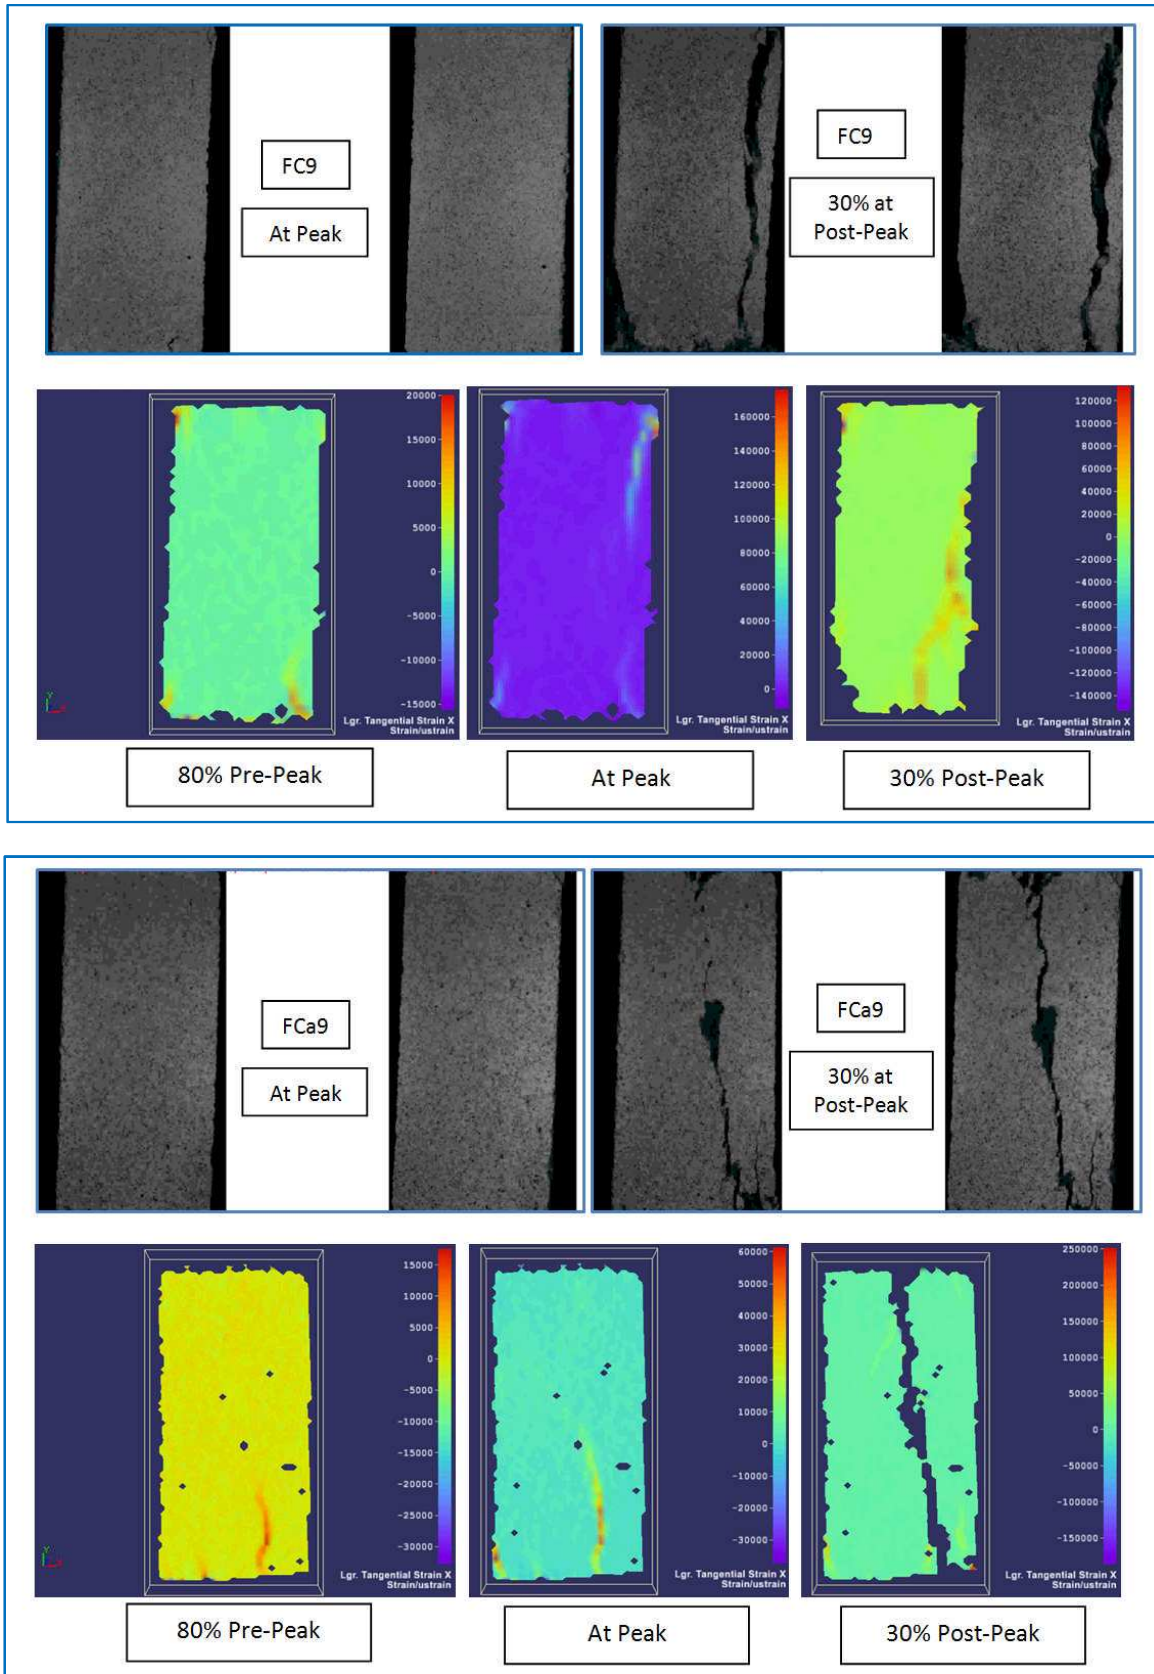 FC9
At Peak
FC9
30% at
Post-Peak
20000
15000
10000
5000
0
-5000
-10000
-15000
Y
X
Lgr. Tangential Strain X
Strain/ustrain
160000
140000
120000
100000
80000
60000
40000
20000
0
Lgr. Tangential Strain X
Strain/ustrain
120000
100000
80000
60000
40000
20000
0
-20000
-40000
-60000
-80000
-100000
-120000
-140000
Lgr. Tangential Strain X
Strain/ustrain
80% Pre-Peak
At Peak
30% Post-Peak
FCa9
At Peak
FCa9
30% at
Post-Peak
15000
10000
5000
0
-5000
-10000
-15000
-20000
-25000
-30000
Y
X
Lgr. Tangential Strain X
Strain/ustrain
60000
50000
40000
30000
20000
10000
0
-10000
-20000
-30000
Lgr. Tangential Strain X
Strain/ustrain
250000
200000
150000
100000
50000
0
-50000
-100000
-150000
Lgr. Tangential Strain X
Strain/ustrain
80% Pre-Peak
At Peak
30% Post-Peak